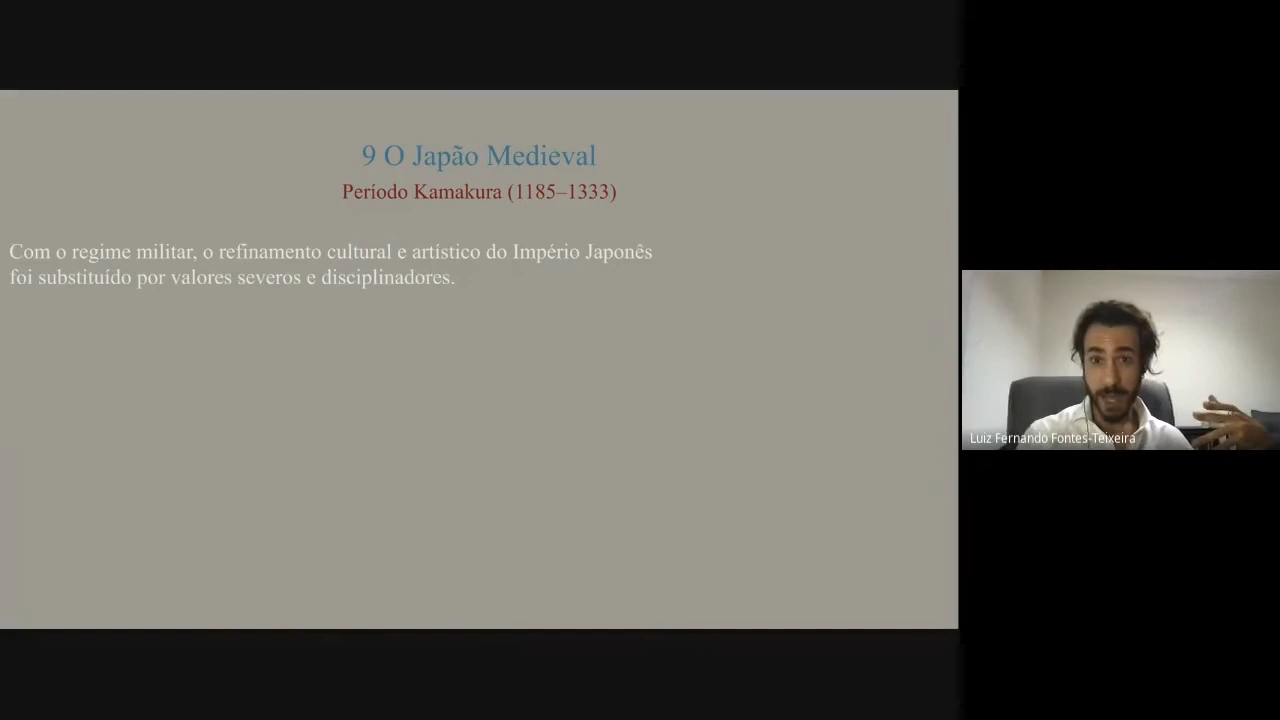 9 O Japão Medieval
Período Kamakura (1185–1333)
Com o regime militar, o refinamento cultural e artístico do Império Japonês
foi substituído por valores severos e disciplinadores.
Luiz Fernando Fontes-Teixeira